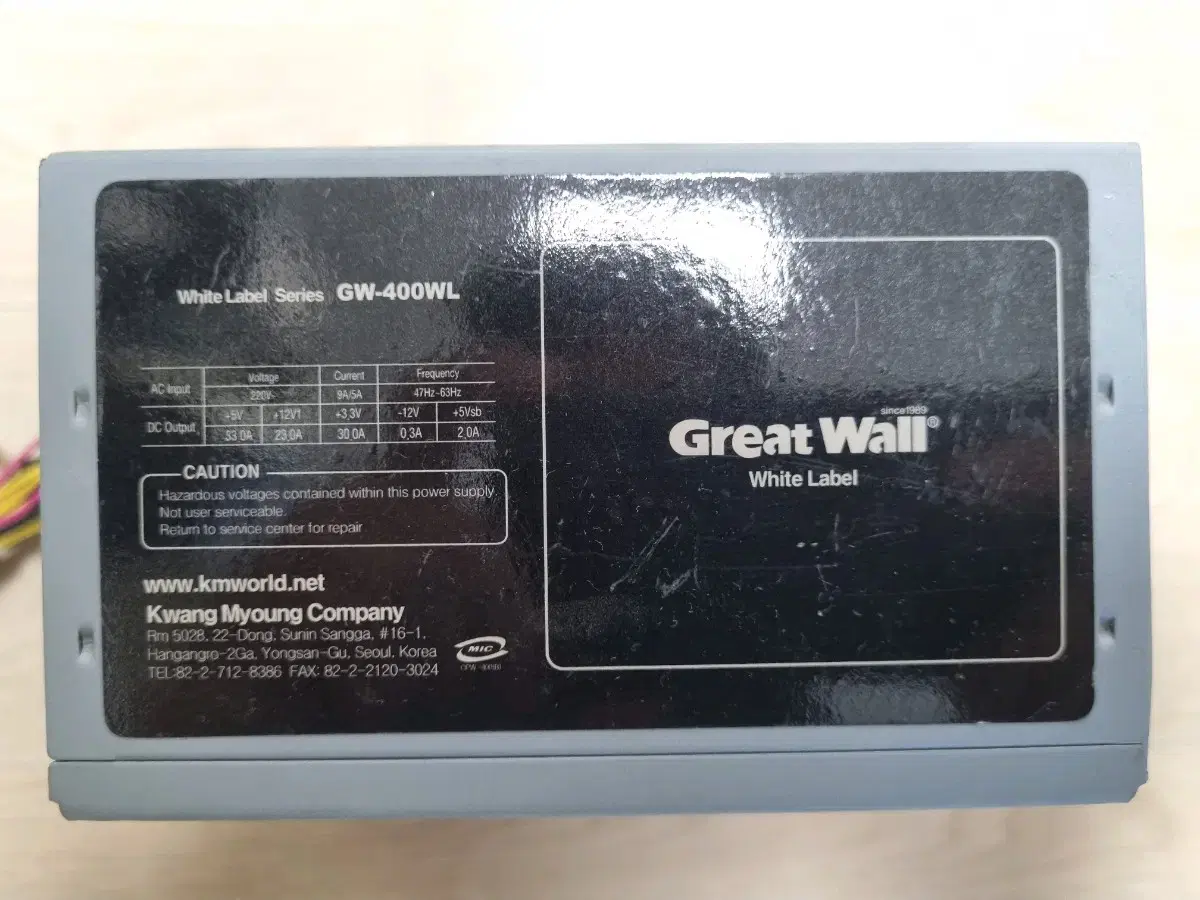 White Label Series GW-400WL
AC Input Voltage Current Frequency
220V- 9A/5A 47Hz-63Hz
DC Output +5V +12V1 +3,3V -12V +5Vsb
33.0A 23.0A 30.0A 0.3A 2.0A
CAUTION
Hazardous voltages contained within this power supply
Not user serviceable.
Return to service center for repair
www.kmworld.net
Kwang Myoung Company
Rm 5028, 22-Dong, Sunin Sangga, #16-1,
Hangangro-2Ga, Yongsan-Gu, Seoul, Korea
TEL:82-2-712-8386 FAX: 82-2-2120-3024
MIC
since1989
Great Wall®
White Label